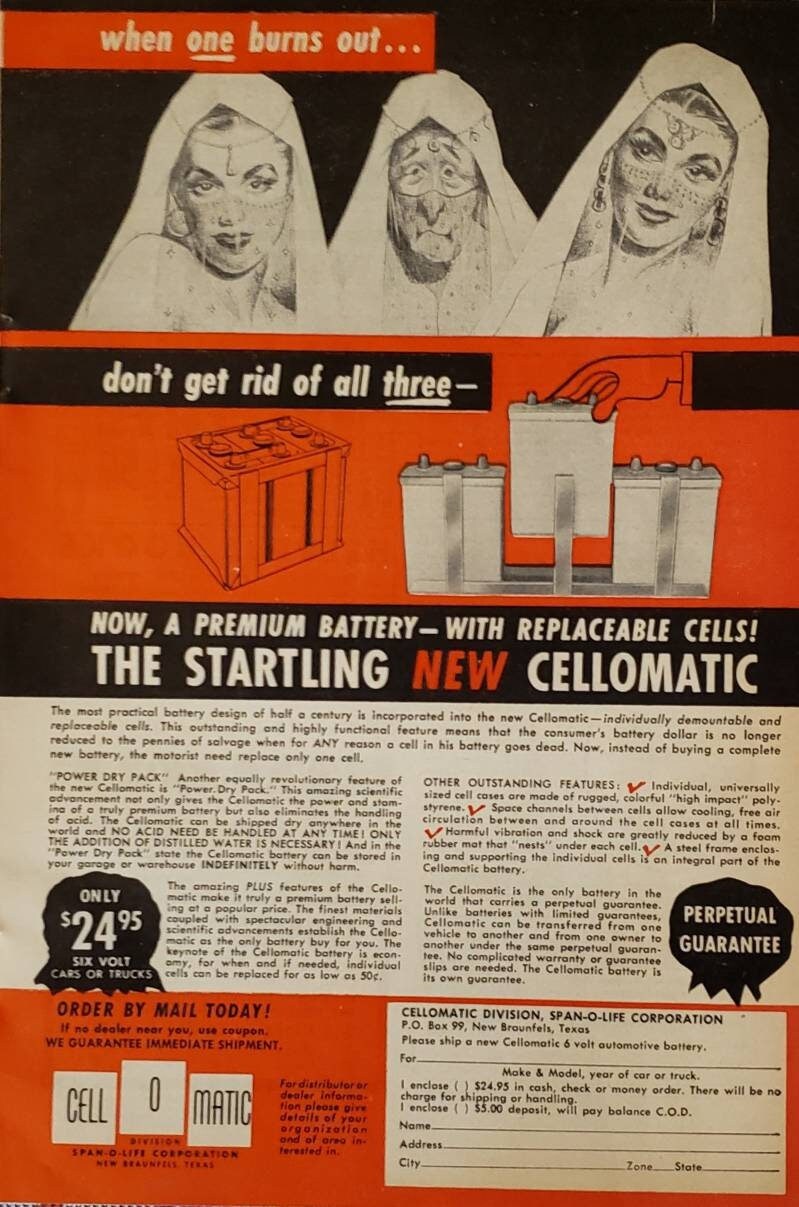 when one burns out...
don't get rid of all three—
NOW, A PREMIUM BATTERY—WITH REPLACEABLE CELLS!
THE STARTLING NEW CELLOMATIC
The most practical battery design of half a century is incorporated into the new Cellomatic—individually demountable and
replaceable cells. This outstanding and highly functional feature means that the consumer's battery dollar is no longer
reduced to the pennies of salvage when for ANY reason a cell in his battery goes dead. Now, instead of buying a complete
new battery, the motorist need replace only one cell.
"POWER DRY PACK" Another equally revolutionary feature of
the new Cellomatic is "Power Dry Pack." This amazing scientific
advancement not only gives the Cellomatic the power and stam-
ina of a truly premium battery but also eliminates the handling
of acid. The Cellomatic can be shipped dry anywhere in the
world and NO ACID NEED BE HANDLED AT ANY TIME! ONLY
THE ADDITION OF DISTILLED WATER IS NECESSARY! And in the
"Power Dry Pack" state the Cellomatic battery can be stored in
your garage or warehouse INDEFINITELY without harm.
ONLY
$24.95
SIX VOLT
CARS OR TRUCKS
The amazing PLUS features of the Cello-
matic make it truly a premium battery sell-
ing at a popular price. The finest materials
coupled with spectacular engineering and
scientific advancements establish the Cello-
matic as the only battery buy for you. The
keynote of the Cellomatic battery is econ-
omy, for when and if needed, individual
cells can be replaced for as low as 50¢.
OTHER OUTSTANDING FEATURES: ✓ Individual, universally
sized cell cases are made of rugged, colorful "high impact" poly-
styrene. ✓ Space channels between cells allow cooling, free air
circulation between and around the cell cases at all times.
✓ Harmful vibration and shock are greatly reduced by a foam
rubber mat that "nests" under each cell. ✓ A steel frame enclos-
ing and supporting the individual cells is an integral part of the
Cellomatic battery.
The Cellomatic is the only battery in the
world that carries a perpetual guarantee.
Unlike batteries with limited guarantees,
Cellomatic can be transferred from one
vehicle to another and from one owner to
another under the same perpetual guaran-
tee. No complicated warranty or guarantee
slips are needed. The Cellomatic battery is
its own guarantee.
PERPETUAL
GUARANTEE
ORDER BY MAIL TODAY!
If no dealer near you, use coupon.
WE GUARANTEE IMMEDIATE SHIPMENT.
CELL O MATIC
DIVISION
SPAN-O-LIFE CORPORATION
NEW BRAUNFELS, TEXAS
For distributor or
dealer informa-
tion please give
details of your
organization
and of area in-
terested in.
CELLOMATIC DIVISION, SPAN-O-LIFE CORPORATION
P.O. Box 99, New Braunfels, Texas
Please ship a new Cellomatic 6 volt automotive battery.
For
Make & Model, year of car or truck.
I enclose ( ) $24.95 in cash, check or money order. There will be no
charge for shipping or handling.
I enclose ( ) $5.00 deposit, will pay balance C.O.D.
Name
Address
City Zone State